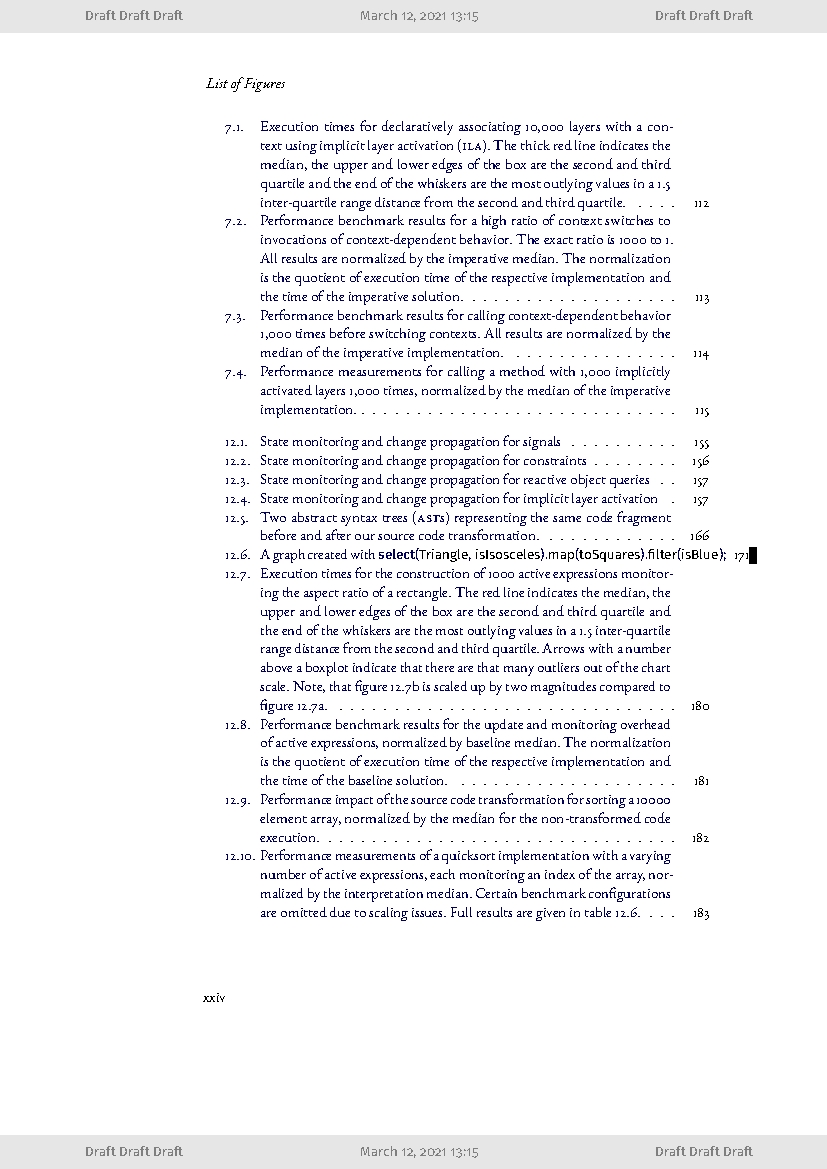 Draft Draft Draft March 12, 2021 13:15 Draft Draft Draft
List of Figures
7.1. Execution times for declaratively associating 10,000 layers with a con-
text using implicit layer activation (ILA). The thick red line indicates the
median, the upper and lower edges of the box are the second and third
quartile and the end of the whiskers are the most outlying values in a 1.5
inter-quartile range distance from the second and third quartile. . . . . 112
7.2. Performance benchmark results for a high ratio of context switches to
invocations of context-dependent behavior. The exact ratio is 1000 to 1.
All results are normalized by the imperative median. The normalization
is the quotient of execution time of the respective implementation and
the time of the imperative solution. . . . . . . . . . . . . . . . . . . . 113
7.3. Performance benchmark results for calling context-dependent behavior
1,000 times before switching contexts. All results are normalized by the
median of the imperative implementation. . . . . . . . . . . . . . . . 114
7.4. Performance measurements for calling a method with 1,000 implicitly
activated layers 1,000 times, normalized by the median of the imperative
implementation. . . . . . . . . . . . . . . . . . . . . . . . . . . . . . 115
12.1. State monitoring and change propagation for signals . . . . . . . . . . 155
12.2. State monitoring and change propagation for constraints . . . . . . . . 156
12.3. State monitoring and change propagation for reactive object queries . . 157
12.4. State monitoring and change propagation for implicit layer activation . 157
12.5. Two abstract syntax trees (ASTs) representing the same code fragment
before and after our source code transformation. . . . . . . . . . . . . 166
12.6. A graph created with select(Triangle, isIsosceles).map(toSquares).filter(isBlue); 171
12.7. Execution times for the construction of 1000 active expressions monitor-
ing the aspect ratio of a rectangle. The red line indicates the median, the
upper and lower edges of the box are the second and third quartile and
the end of the whiskers are the most outlying values in a 1.5 inter-quartile
range distance from the second and third quartile. Arrows with a number
above a boxplot indicate that there are that many outliers out of the chart
scale. Note, that figure 12.7b is scaled up by two magnitudes compared to
figure 12.7a. . . . . . . . . . . . . . . . . . . . . . . . . . . . . . . . 180
12.8. Performance benchmark results for the update and monitoring overhead
of active expressions, normalized by baseline median. The normalization
is the quotient of execution time of the respective implementation and
the time of the baseline solution. . . . . . . . . . . . . . . . . . . . . 181
12.9. Performance impact of the source code transformation for sorting a 10000
element array, normalized by the median for the non-transformed code
execution. . . . . . . . . . . . . . . . . . . . . . . . . . . . . . . . . 182
12.10. Performance measurements of a quicksort implementation with a varying
number of active expressions, each monitoring an index of the array, nor-
malized by the interpretation median. Certain benchmark configurations
are omitted due to scaling issues. Full results are given in table 12.6. . . . . 183
xxiv
Draft Draft Draft March 12, 2021 13:15 Draft Draft Draft